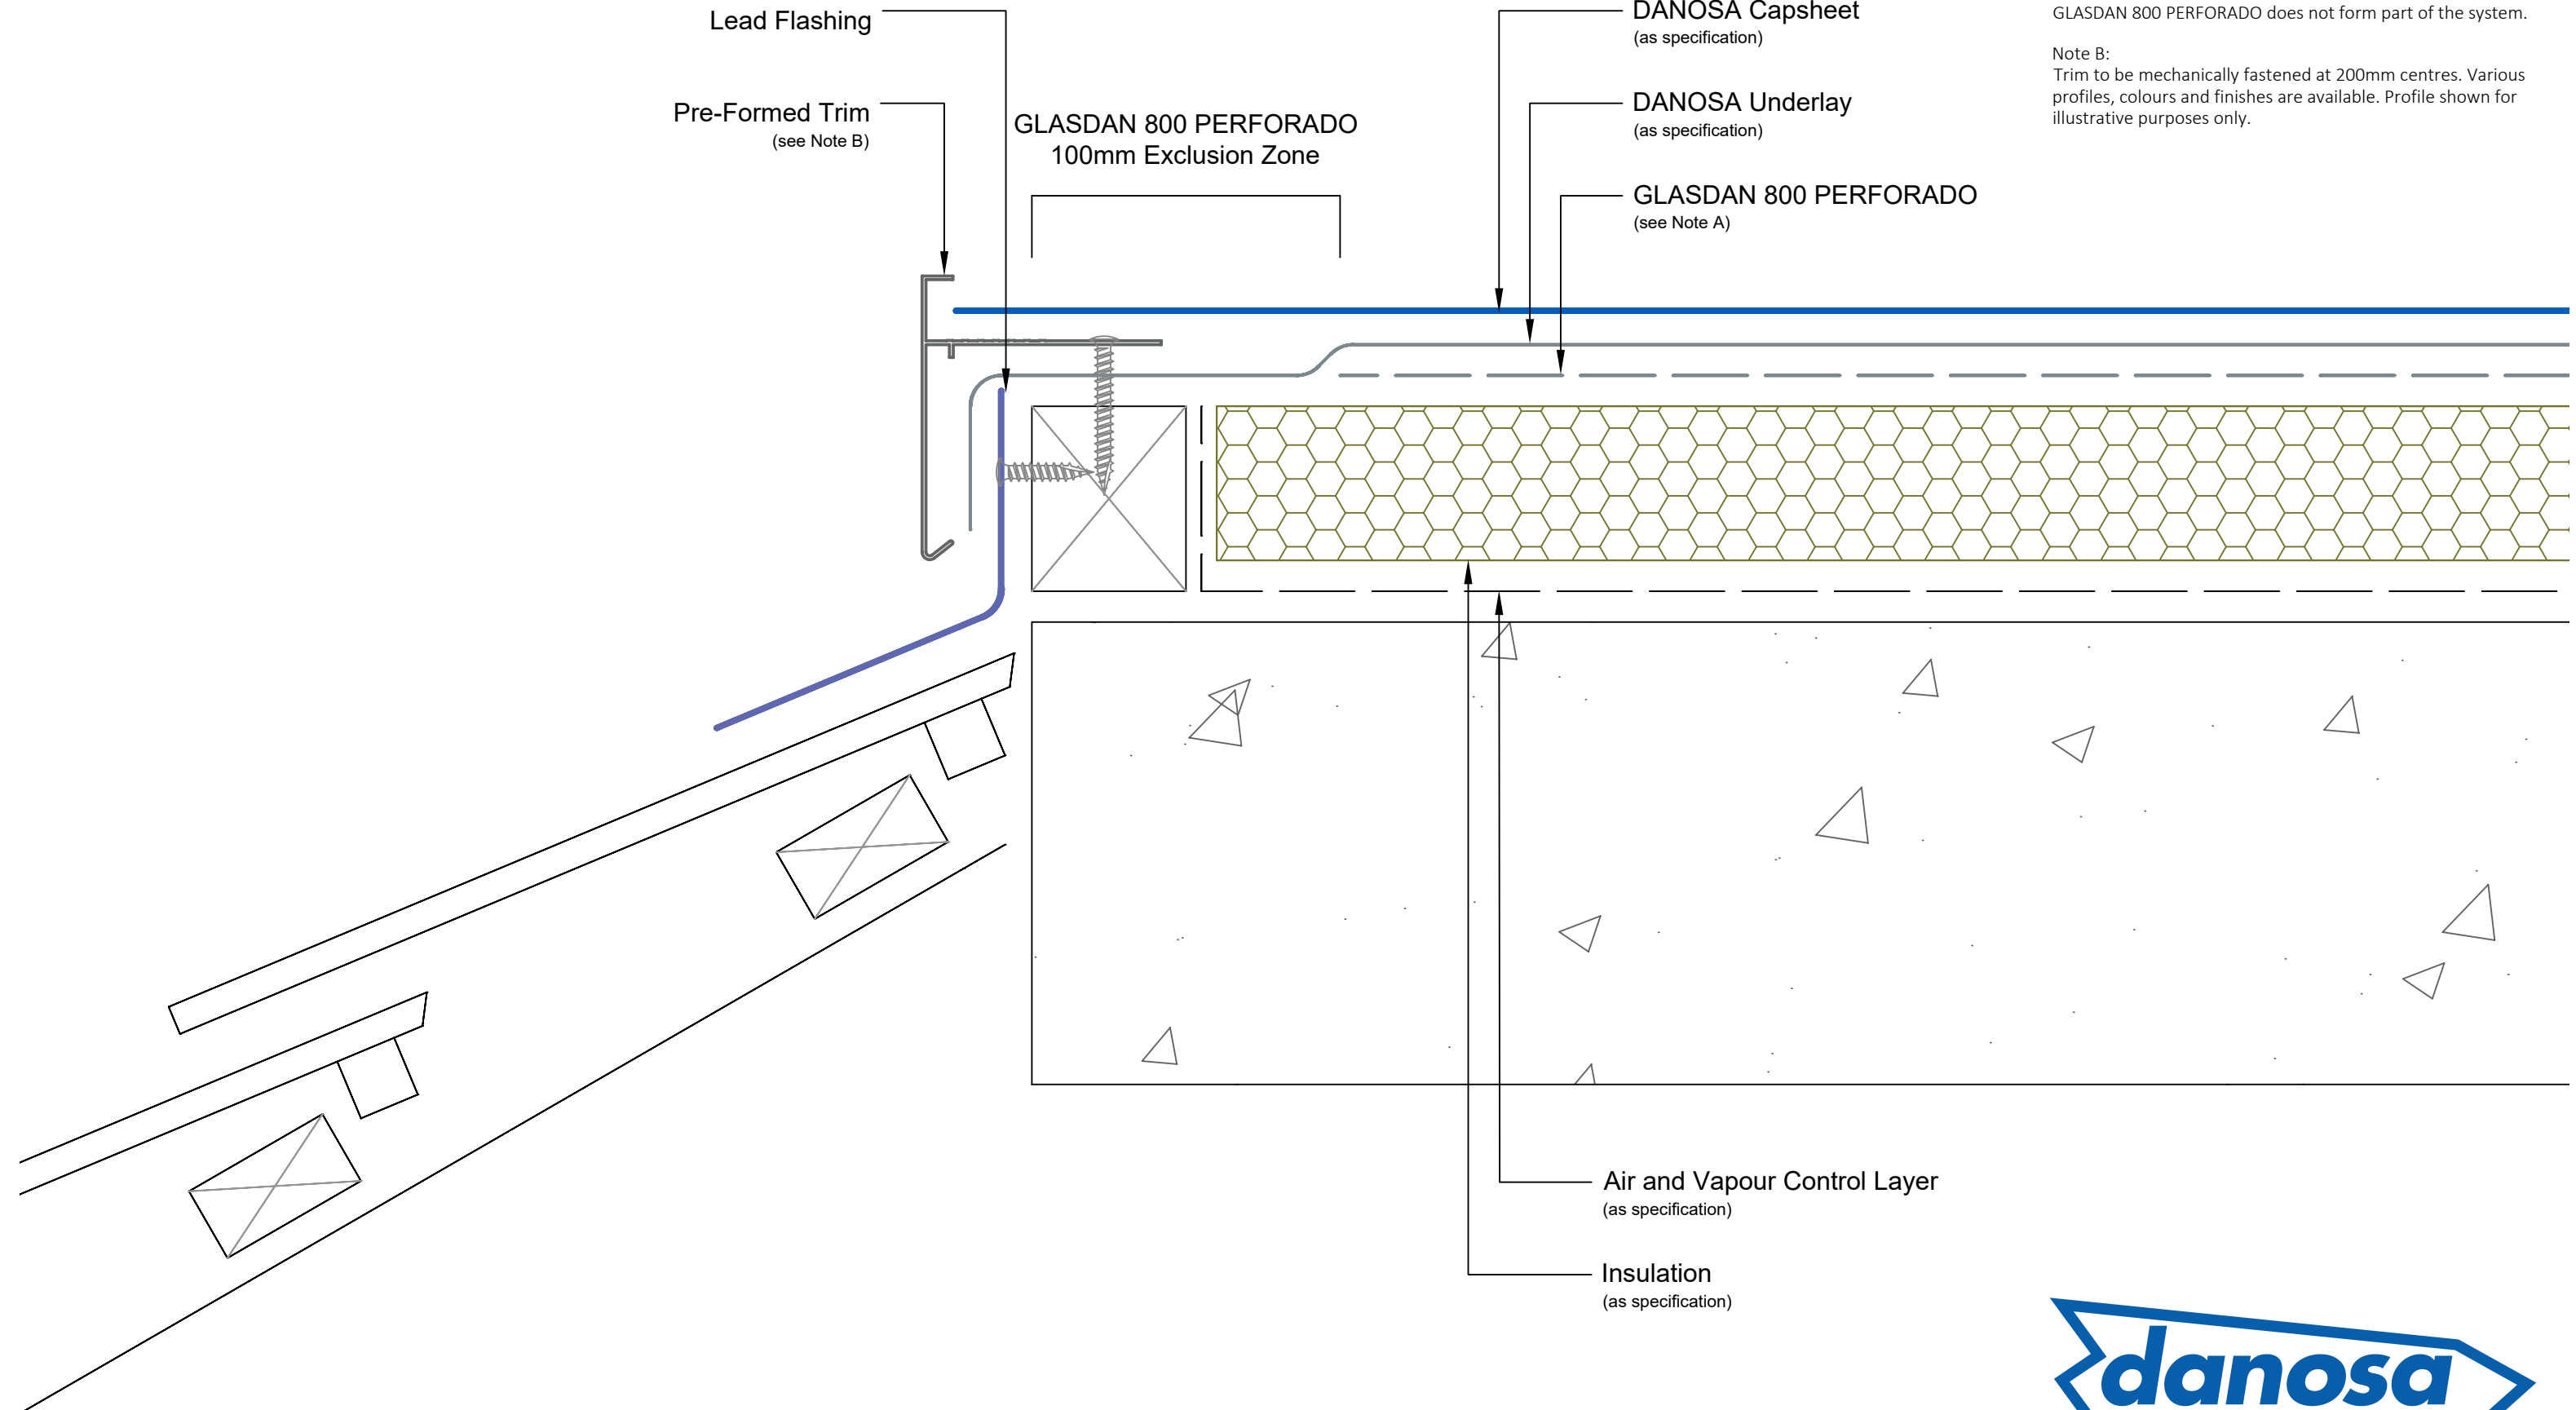 Lead Flashing
Pre-Formed Trim
(see Note B)
GLASDAN 800 PERFORADO
100mm Exclusion Zone
DANOSA Capsheet
(as specification)
DANOSA Underlay
(as specification)
GLASDAN 800 PERFORADO
(see Note A)
GLASDAN 800 PERFORADO does not form part of the system.
Note B:
Trim to be mechanically fastened at 200mm centres. Various
profiles, colours and finishes are available. Profile shown for
illustrative purposes only.
Air and Vapour Control Layer
(as specification)
Insulation
(as specification)
danosa